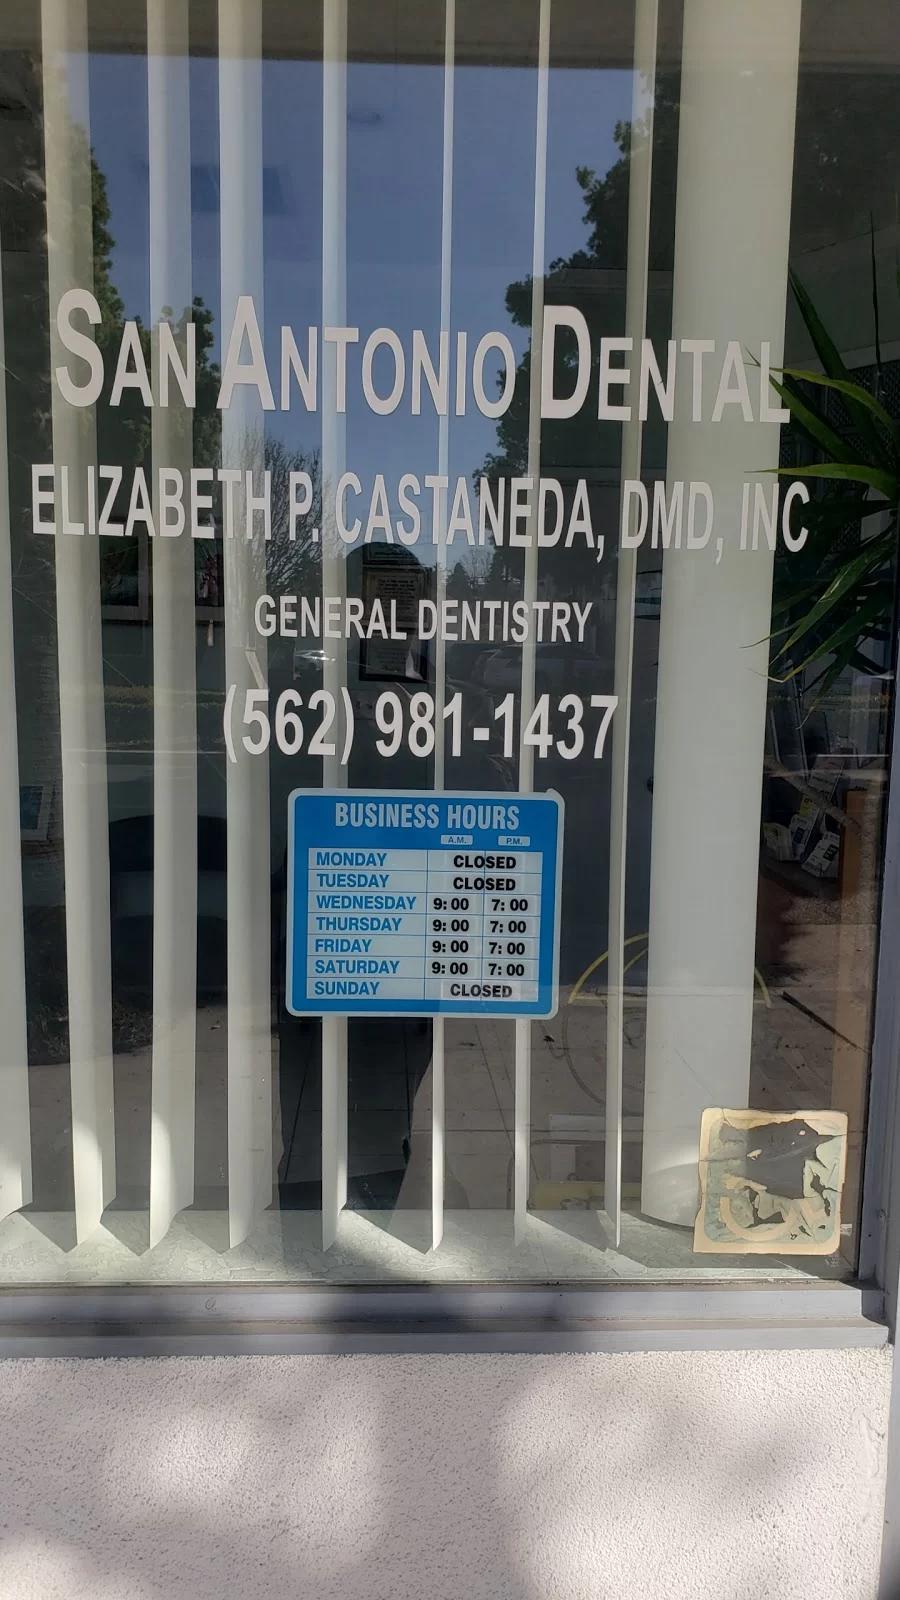 SAN ANTONIO DENTAL
ELIZABETH P. CASTANEDA, DMD, INC
GENERAL DENTISTRY
(562) 981-1437
BUSINESS HOURS
A.M. P.M.
MONDAY CLOSED
TUESDAY CLOSED
WEDNESDAY 9:00 7:00
THURSDAY 9:00 7:00
FRIDAY 9:00 7:00
SATURDAY 9:00 7:00
SUNDAY CLOSED